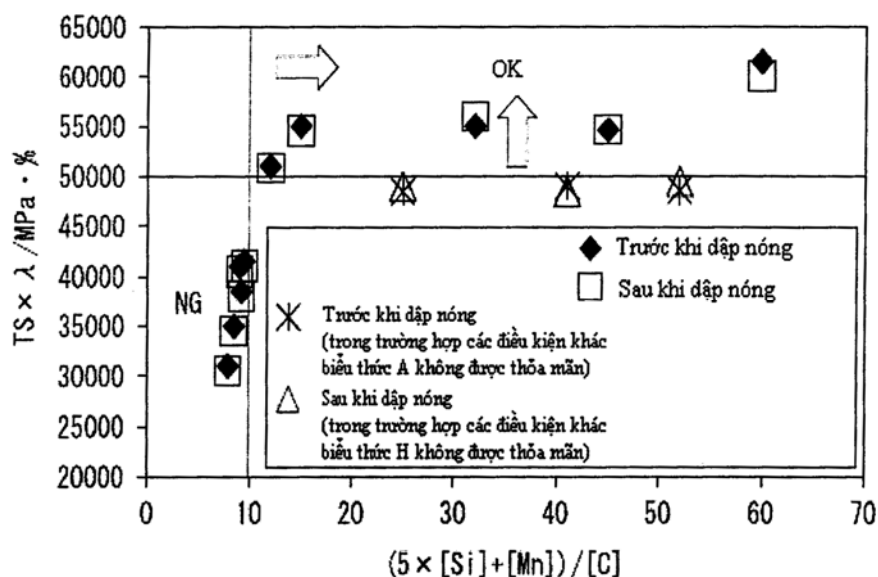 65000
60000
55000
50000
45000
40000
35000
30000
25000
20000
TS× λ /MPa・%
OK
NG
Trước khi dập nóng
Sau khi dập nóng
Trước khi dập nóng
(trong trường hợp các điều kiện khác
biểu thức A không được thỏa mãn)
Sau khi dập nóng
(trong trường hợp các điều kiện khác
biểu thức H không được thỏa mãn)
0 10 20 30 40 50 60 70
(5×[Si]+[Mn])/[C]